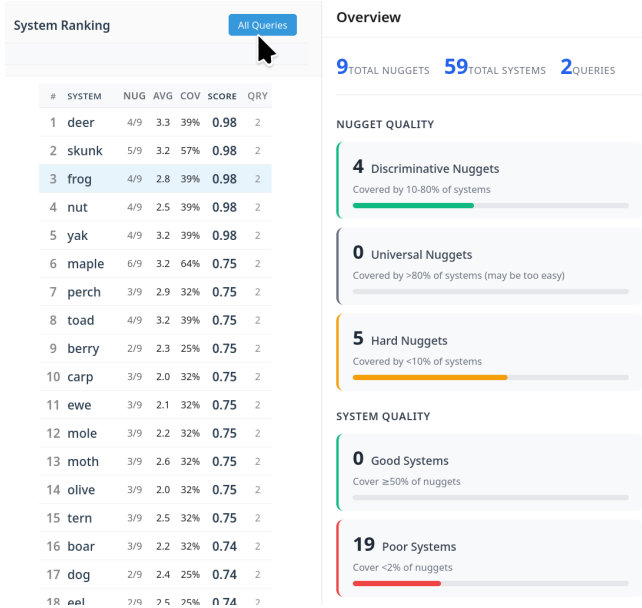 System Ranking
All Queries
# SYSTEM NUG AVG COV SCORE QRY
1 deer 4/9 3.3 39% 0.98 2
2 skunk 5/9 3.2 57% 0.98 2
3 frog 4/9 2.8 39% 0.98 2
4 nut 4/9 2.5 39% 0.98 2
5 yak 4/9 3.2 39% 0.98 2
6 maple 6/9 3.2 64% 0.75 2
7 perch 3/9 2.9 32% 0.75 2
8 toad 4/9 3.2 39% 0.75 2
9 berry 2/9 2.3 25% 0.75 2
10 carp 3/9 2.0 32% 0.75 2
11 ewe 3/9 2.1 32% 0.75 2
12 mole 3/9 2.2 32% 0.75 2
13 moth 3/9 2.6 32% 0.75 2
14 olive 3/9 2.0 32% 0.75 2
15 tern 3/9 2.5 32% 0.75 2
16 boar 3/9 2.2 32% 0.74 2
17 dog 2/9 2.4 25% 0.74 2
18 eel 2/9 2.5 25% 0.74 2
Overview
9 TOTAL NUGGETS 59 TOTAL SYSTEMS 2 QUERIES
NUGGET QUALITY
4 Discriminative Nuggets
Covered by 10-80% of systems
0 Universal Nuggets
Covered by >80% of systems (may be too easy)
5 Hard Nuggets
Covered by <10% of systems
SYSTEM QUALITY
0 Good Systems
Cover ≥50% of nuggets
19 Poor Systems
Cover <2% of nuggets